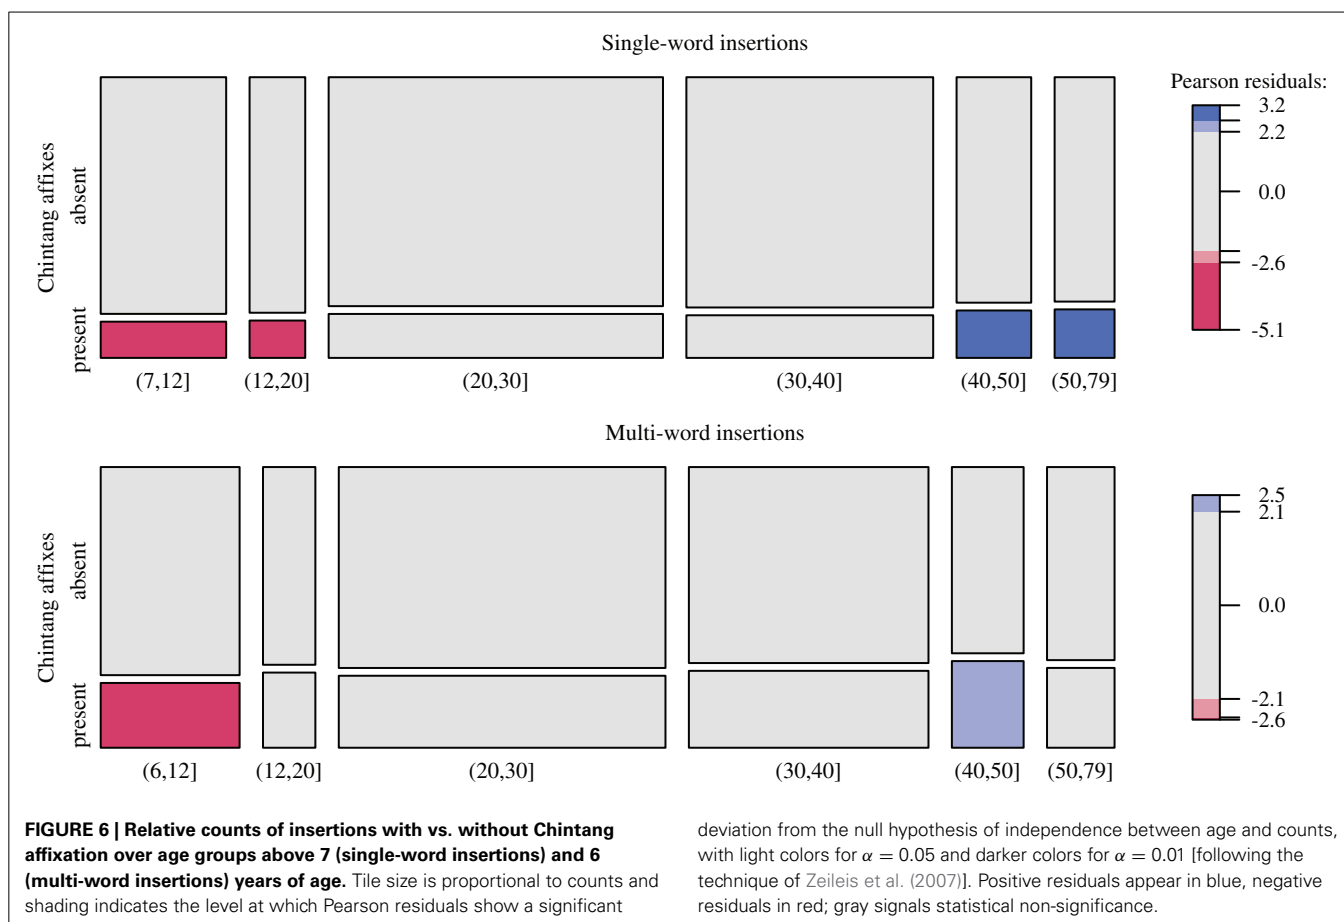 Single-word insertions
Chintang affixes
absent
present
(7,12]
(12,20]
(20,30]
(30,40]
(40,50]
(50,79]
Pearson residuals:
3.2
2.2
0.0
-2.6
-5.1
Multi-word insertions
Chintang affixes
absent
present
(6,12]
(12,20]
(20,30]
(30,40]
(40,50]
(50,79]
2.5
2.1
0.0
-2.1
-2.6
FIGURE 6 | Relative counts of insertions with vs. without Chintang
affixation over age groups above 7 (single-word insertions) and 6
(multi-word insertions) years of age. Tile size is proportional to counts and
shading indicates the level at which Pearson residuals show a significant
deviation from the null hypothesis of independence between age and counts,
with light colors for α = 0.05 and darker colors for α = 0.01 [following the
technique of Zeileis et al. (2007)]. Positive residuals appear in blue, negative
residuals in red; gray signals statistical non-significance.